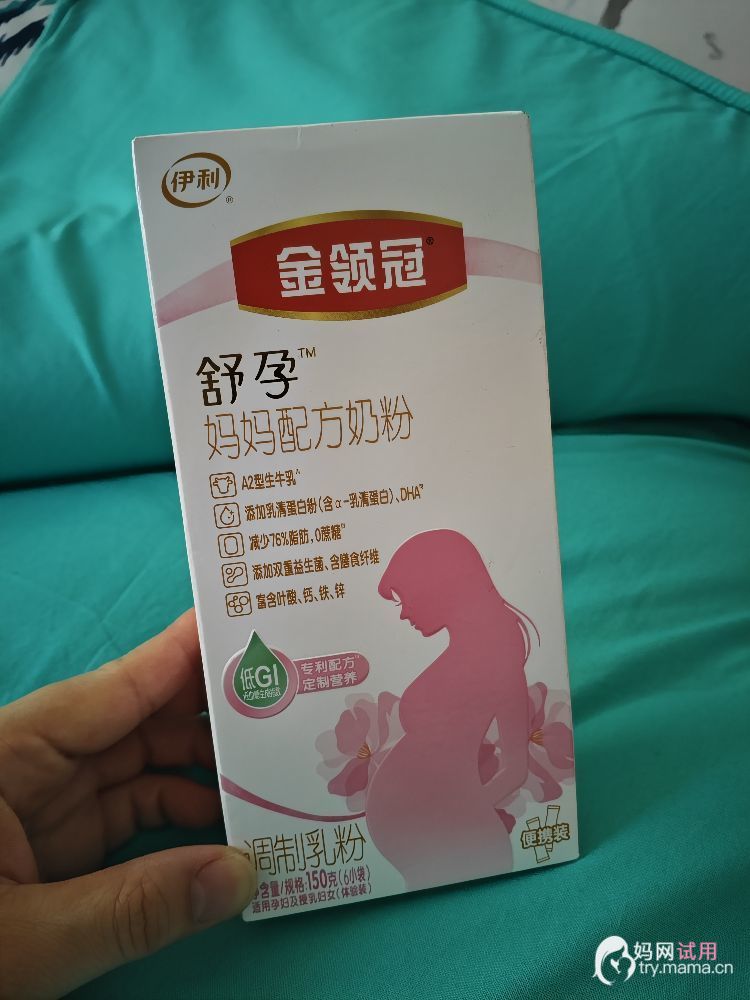 伊利®
金领冠®
舒孕™
妈妈配方奶粉
A2型生牛乳
添加乳清蛋白粉(含α-乳清蛋白)、DHA
减少76%脂肪,0蔗糖
添加双重益生菌、含膳食纤维
富含叶酸、钙、铁、锌
低GI
专利配方
定制营养
便携装
调制乳粉
净含量/规格:150克(6小袋)
适用孕妇及授乳妇女(体验装)
妈网试用
try.mama.cn